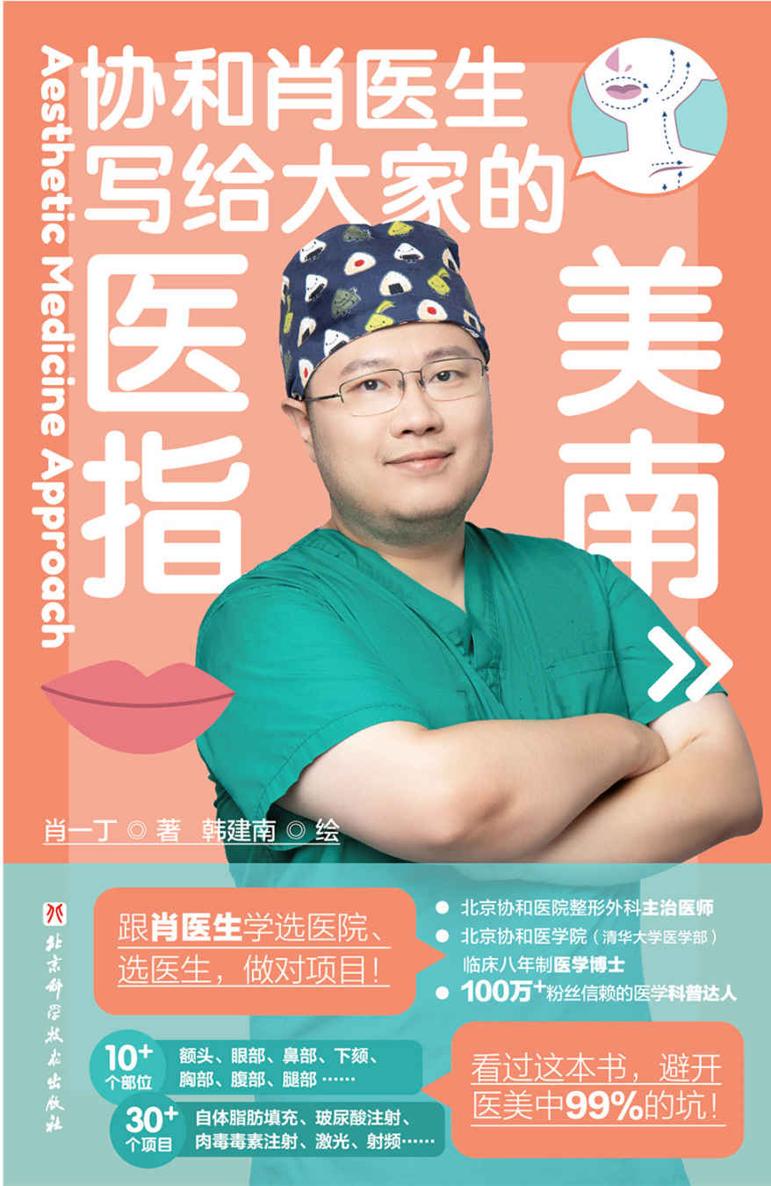 协和肖医生
写给大家的
医美
指南
Aesthetic Medicine Approach
肖一丁 ◎ 著 韩建南 ◎ 绘
北京科学技术出版社
跟肖医生学选医院、
选医生，做对项目！
北京协和医院整形外科主治医师
北京协和医学院（清华大学医学部）
临床八年制医学博士
100万+粉丝信赖的医学科普达人
10+
个部位
额头、眼部、鼻部、下颏、
胸部、腹部、腿部……
30+
个项目
自体脂肪填充、玻尿酸注射、
肉毒毒素注射、激光、射频……
看过这本书，避开
医美中99%的坑！